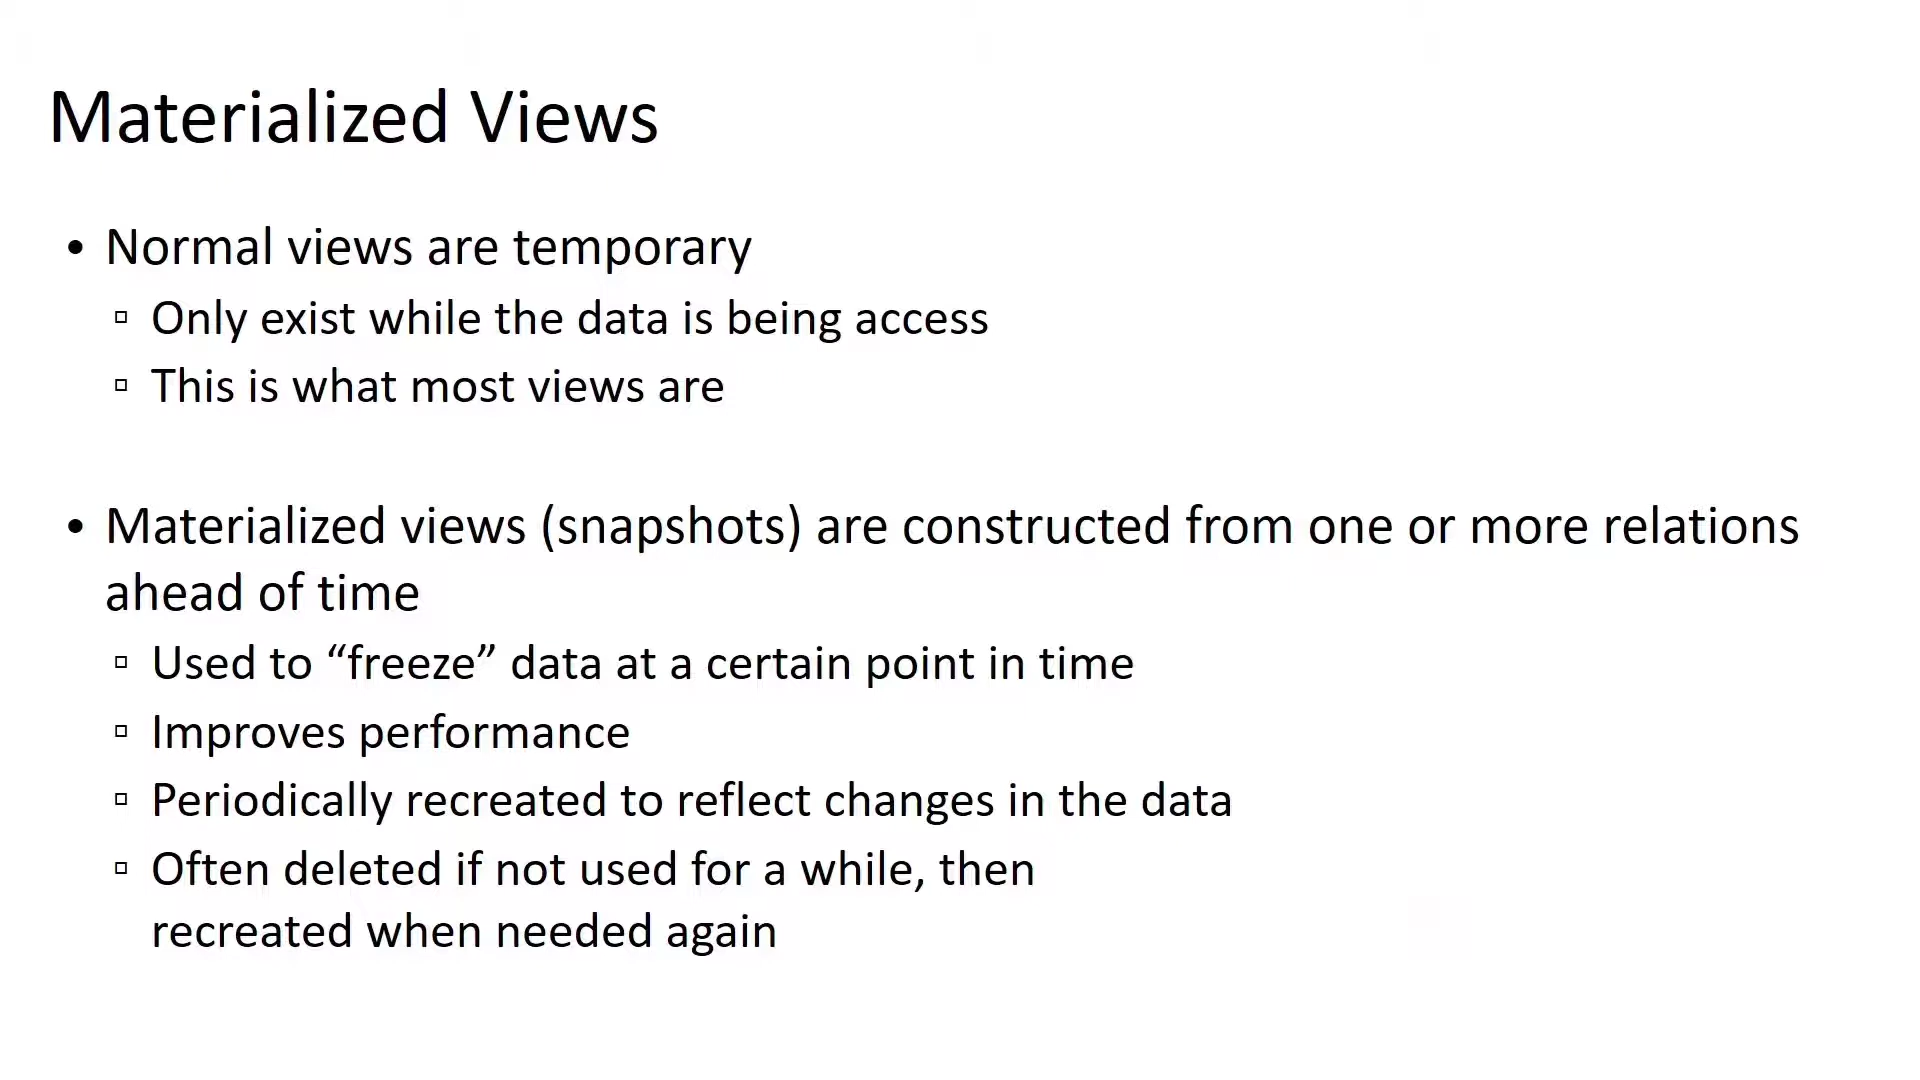 Materialized Views
• Normal views are temporary
▫ Only exist while the data is being access
▫ This is what most views are
• Materialized views (snapshots) are constructed from one or more relations
ahead of time
▫ Used to “freeze” data at a certain point in time
▫ Improves performance
▫ Periodically recreated to reflect changes in the data
▫ Often deleted if not used for a while, then
recreated when needed again